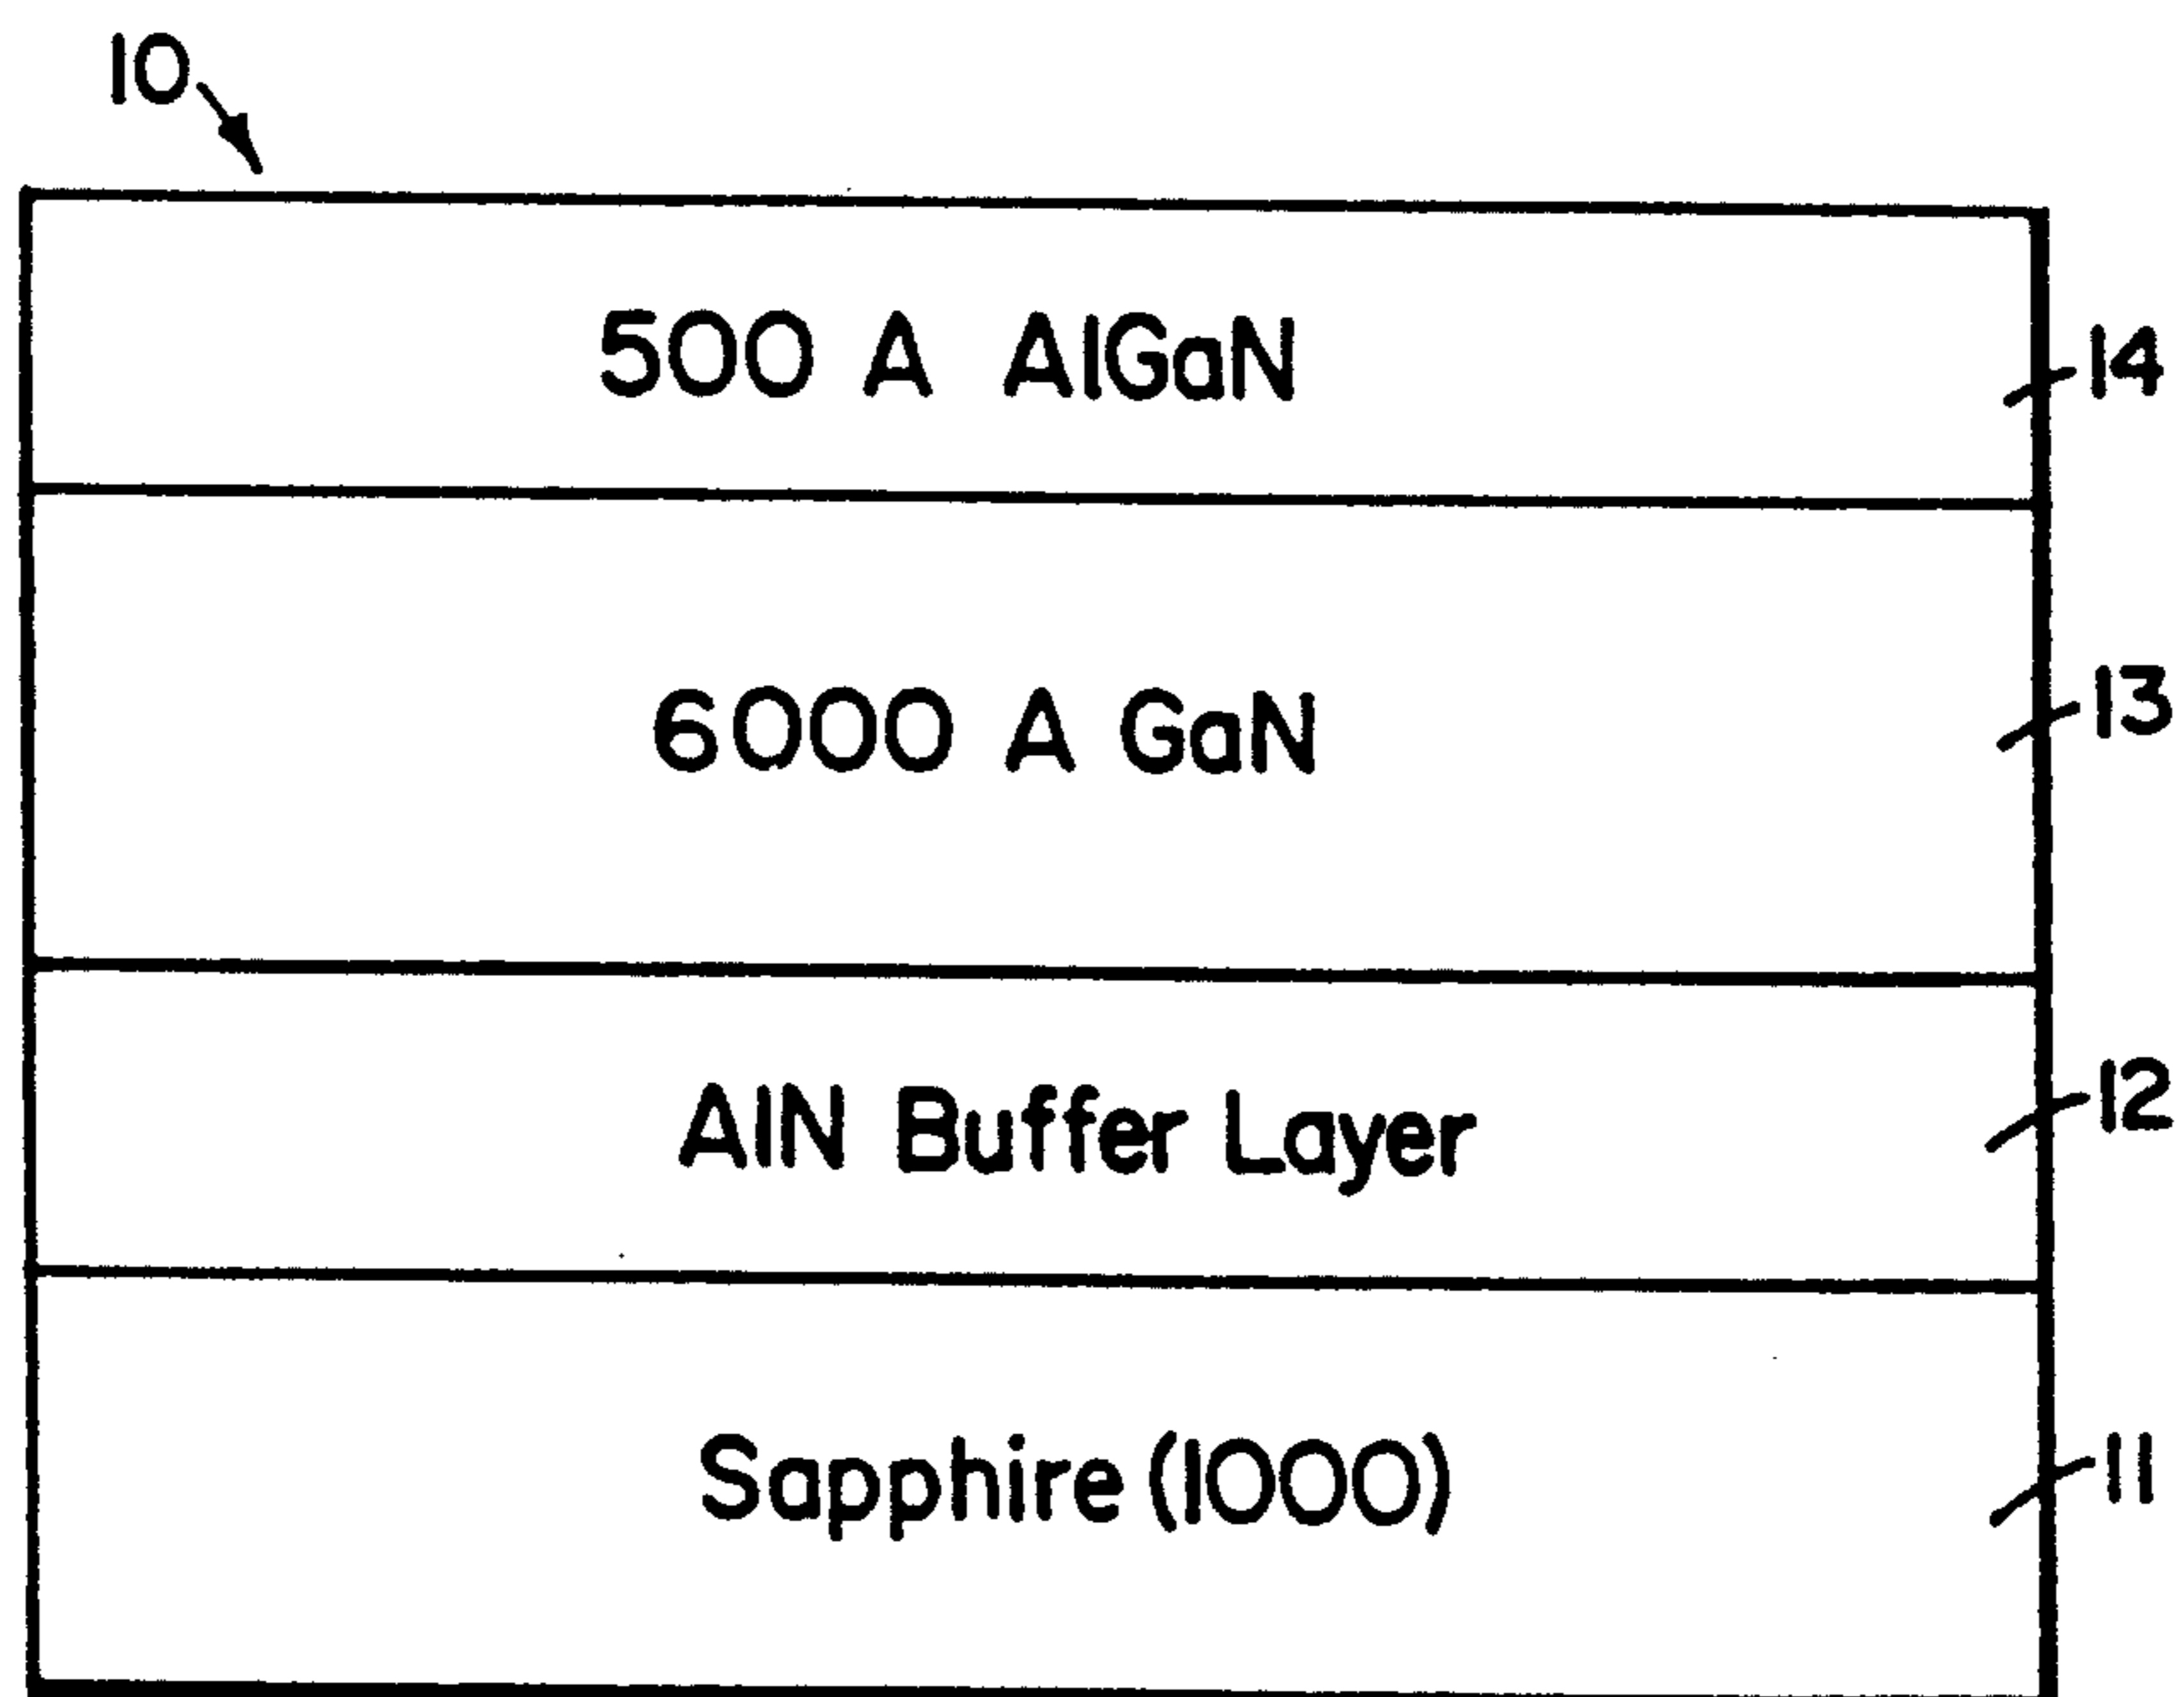 10
500 A AlGaN
14
6000 A GaN
13
AlN Buffer Layer
12
Sapphire (1000)
11